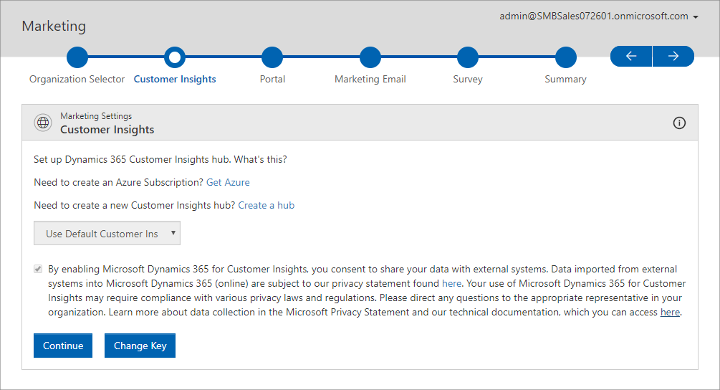 admin@SMBSales072601.onmicrosoft.com
Marketing
Organization Selector
Customer Insights
Portal
Marketing Email
Survey
Summary
Marketing Settings
Customer Insights
Set up Dynamics 365 Customer Insights hub. What's this?
Need to create an Azure Subscription? Get Azure
Need to create a new Customer Insights hub? Create a hub
Use Default Customer Ins
By enabling Microsoft Dynamics 365 for Customer Insights, you consent to share your data with external systems. Data imported from external
systems into Microsoft Dynamics 365 (online) are subject to our privacy statement found here. Your use of Microsoft Dynamics 365 for Customer
Insights may require compliance with various privacy laws and regulations. Please direct any questions to the appropriate representative in your
organization. Learn more about data collection in the Microsoft Privacy Statement and our technical documentation, which you can access here.
Continue
Change Key